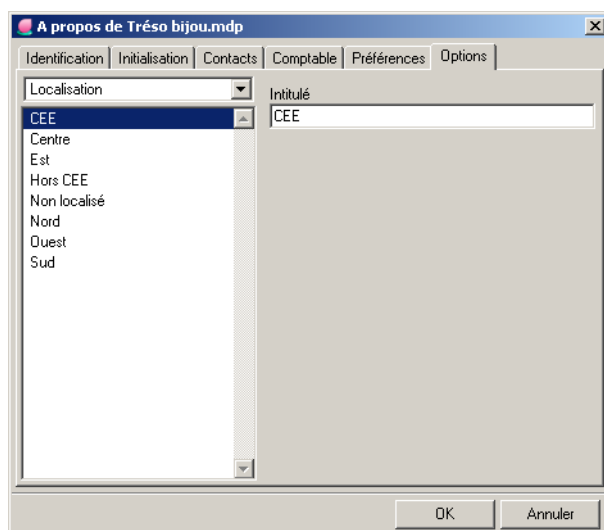 A propos de Tréso bijou.mdp
Identification Initialisation Contacts Comptable Préférences Options
Localisation
Intitulé
CEE
CEE
Centre
Est
Hors CEE
Non localisé
Nord
Ouest
Sud
OK Annuler